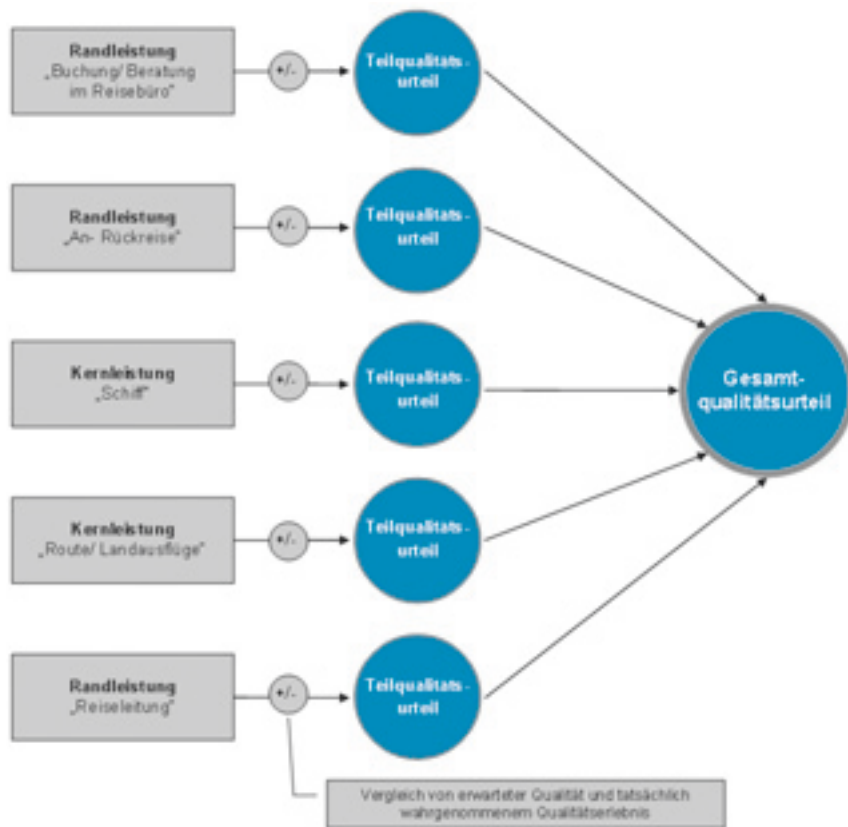 Randleistung
„Buchung/ Beratung
im Reisebüro"
+/-
Teilqualitäts-
urteil
Randleistung
„An- Rückreise"
+/-
Teilqualitäts-
urteil
Kernleistung
„Schiff"
+/-
Teilqualitäts-
urteil
Gesamt-
qualitätsurteil
Kernleistung
„Route/ Landausflüge"
+/-
Teilqualitäts-
urteil
Randleistung
„Reiseleitung"
+/-
Teilqualitäts-
urteil
Vergleich von erwarteter Qualität und tatsächlich
wahrgenommenem Qualitätserlebnis